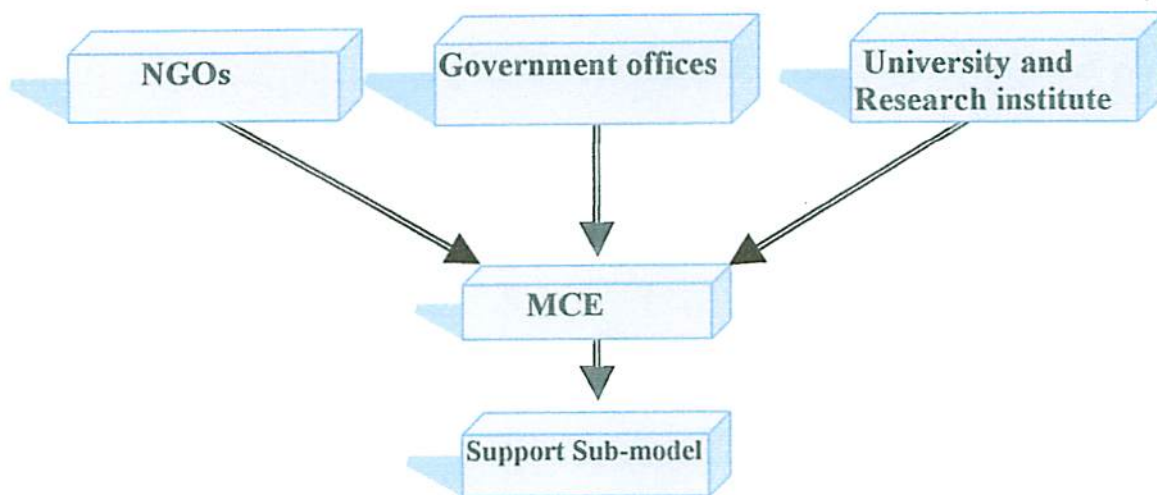 NGOs
Government offices
University and
Research institute
MCE
Support Sub-model